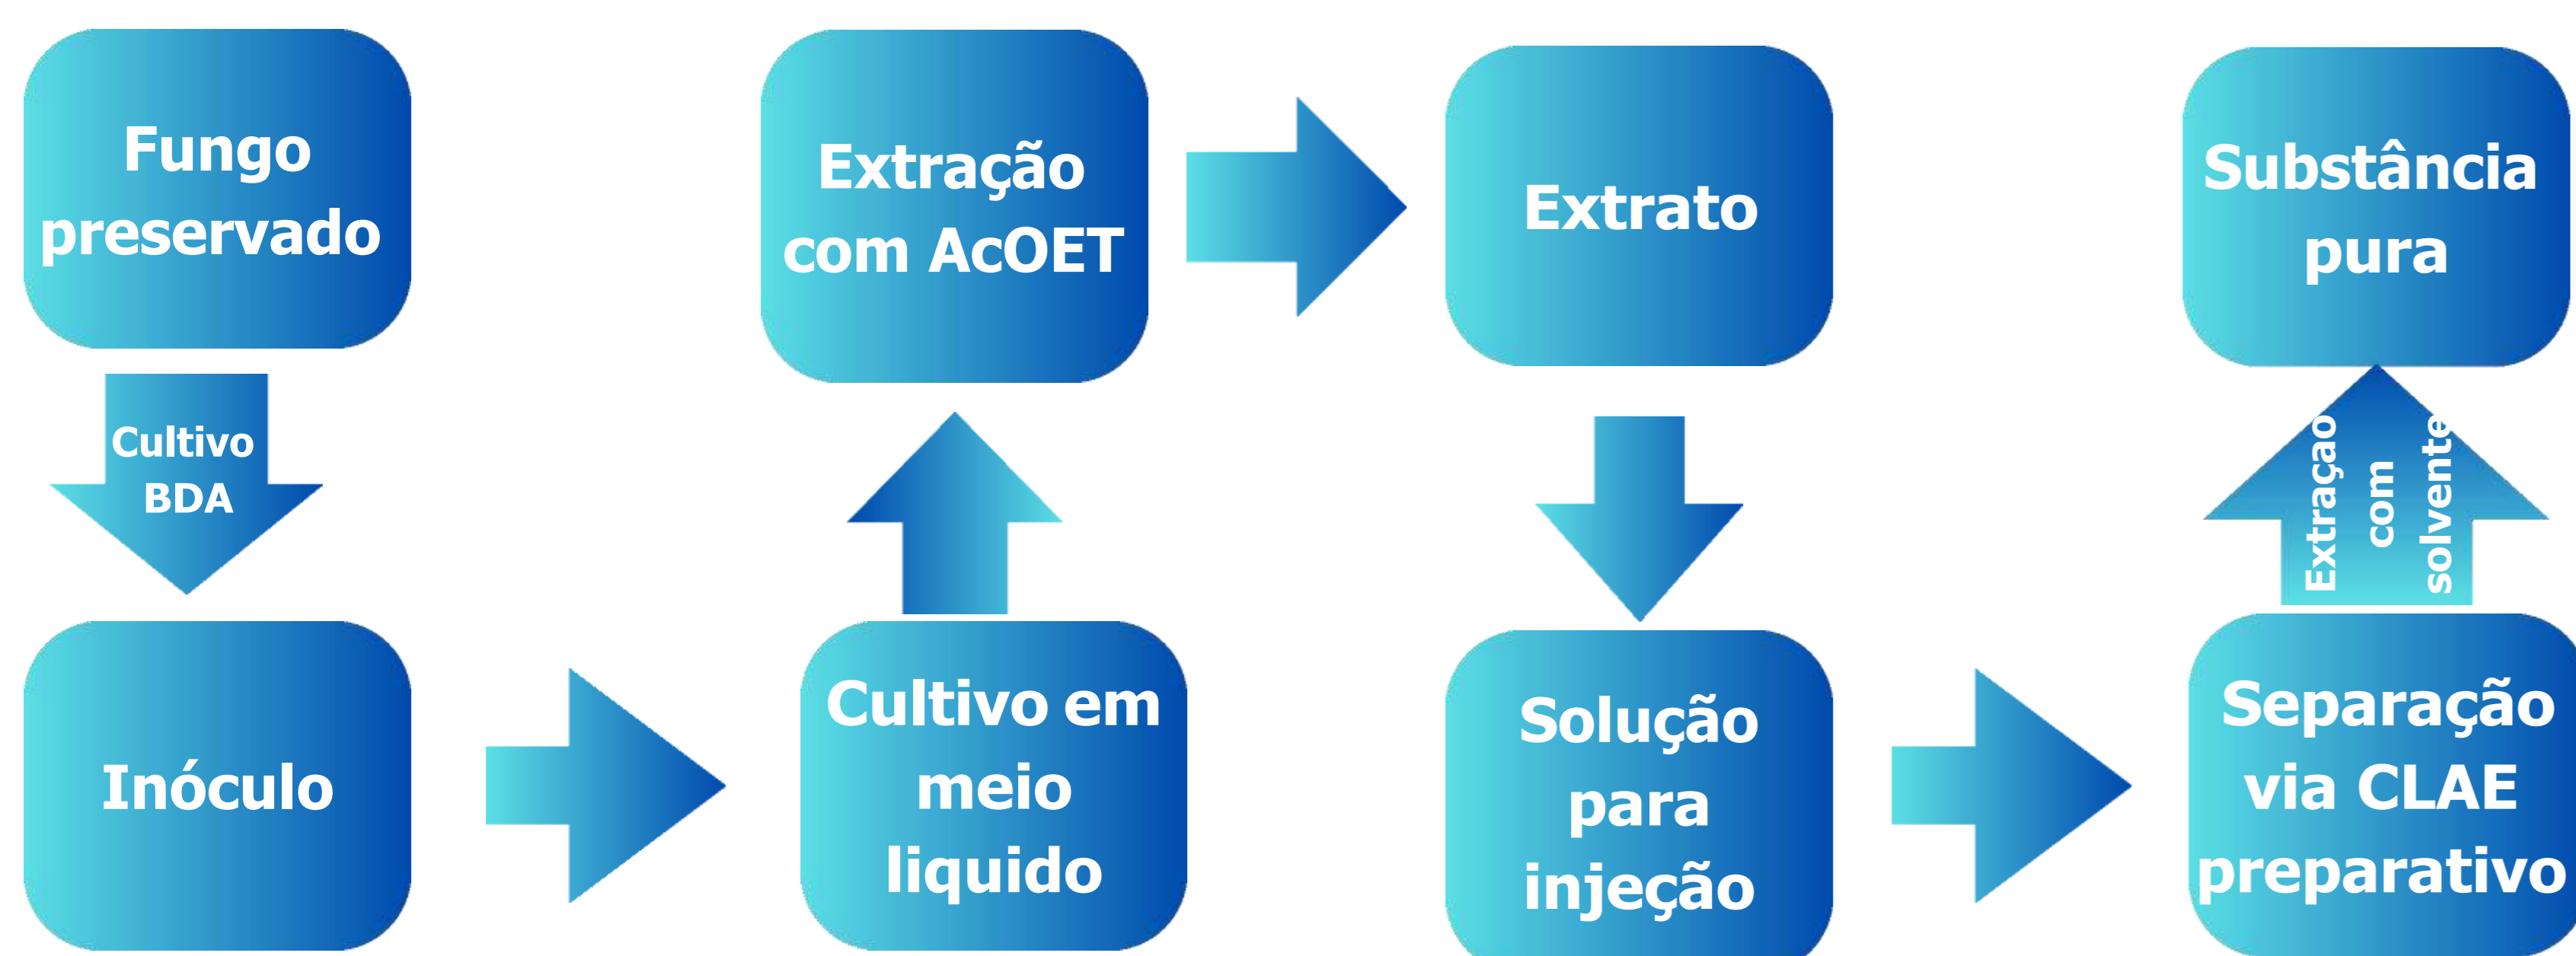 Fungo
preservado
Cultivo
BDA
Inóculo
Cultivo em
meio
liquido
Extração
com AcOET
Extrato
Solução
para
injeção
Separação
via CLAE
preparativo
Extraçao
com
solvente
Substância
pura